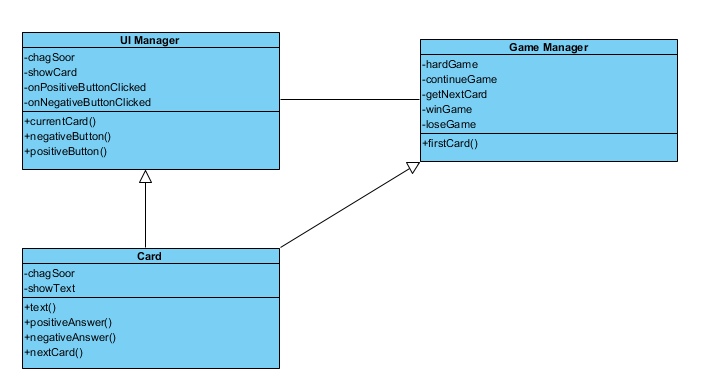 UI Manager
-chagSoor
-showCard
-onPositiveButtonClicked
-onNegativeButtonClicked
+currentCard()
+negativeButton()
+positiveButton()
Game Manager
-hardGame
-continueGame
-getNextCard
-winGame
-loseGame
+firstCard()
Card
-chagSoor
-showText
+text()
+positiveAnswer()
+negativeAnswer()
+nextCard()